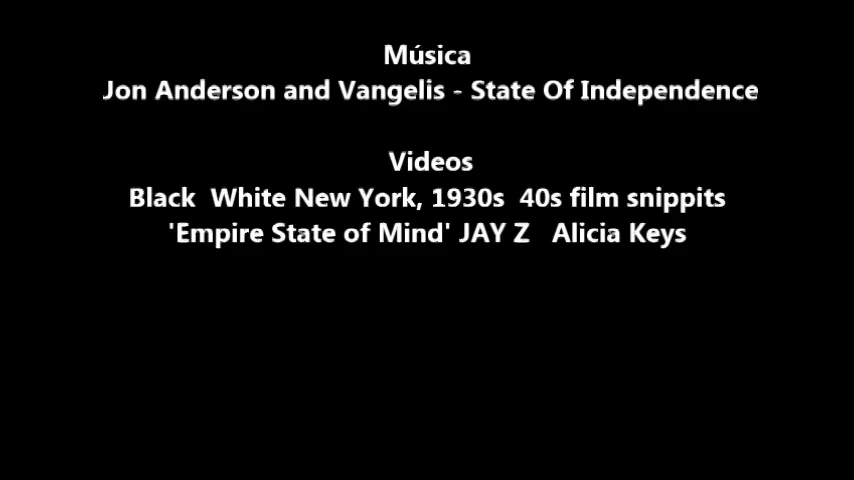 Música
Jon Anderson and Vangelis - State Of Independence
Videos
Black  White New York, 1930s  40s film snippits
'Empire State of Mind' JAY Z   Alicia Keys